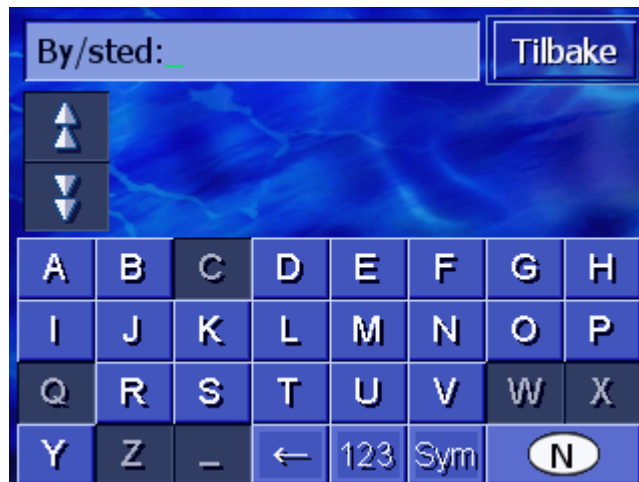 By/sted:_ Tilbake
A B C D E F G H
I J K L M N O P
Q R S T U V W X
Y Z _ ← 123 Sym N